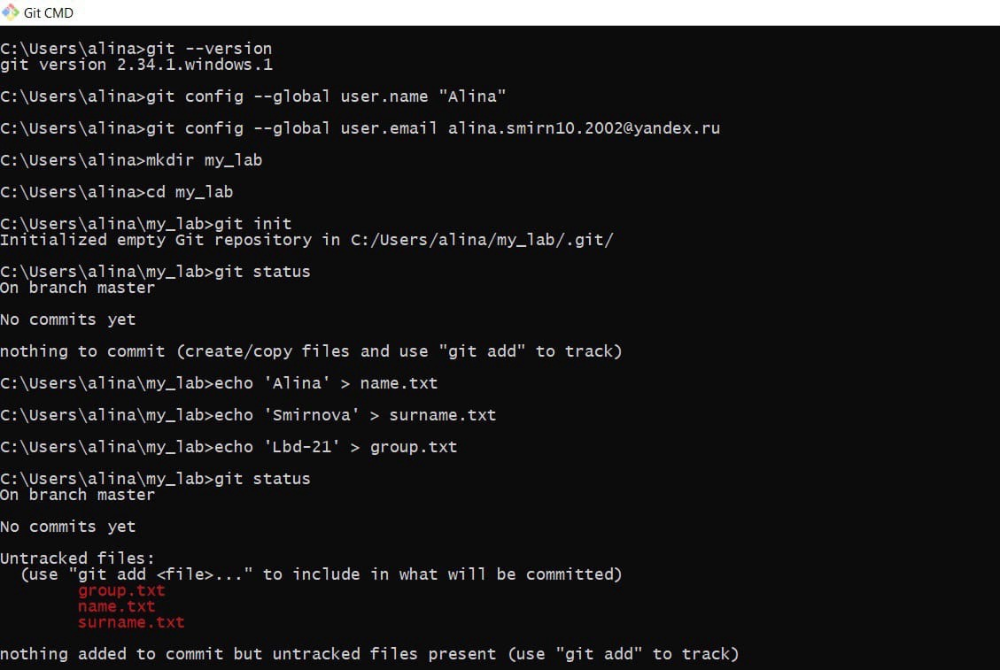 Git CMD
C:\Users\alina>git --version
git version 2.34.1.windows.1
C:\Users\alina>git config --global user.name "Alina"
C:\Users\alina>git config --global user.email alina.smirn10.2002@yandex.ru
C:\Users\alina>mkdir my_lab
C:\Users\alina>cd my_lab
C:\Users\alina\my_lab>git init
Initialized empty Git repository in C:/Users/alina/my_lab/.git/
C:\Users\alina\my_lab>git status
On branch master
No commits yet
nothing to commit (create/copy files and use "git add" to track)
C:\Users\alina\my_lab>echo 'Alina' > name.txt
C:\Users\alina\my_lab>echo 'Smirnova' > surname.txt
C:\Users\alina\my_lab>echo 'Lbd-21' > group.txt
C:\Users\alina\my_lab>git status
On branch master
No commits yet
Untracked files:
  (use "git add <file>..." to include in what will be committed)
        group.txt
        name.txt
        surname.txt
nothing added to commit but untracked files present (use "git add" to track)